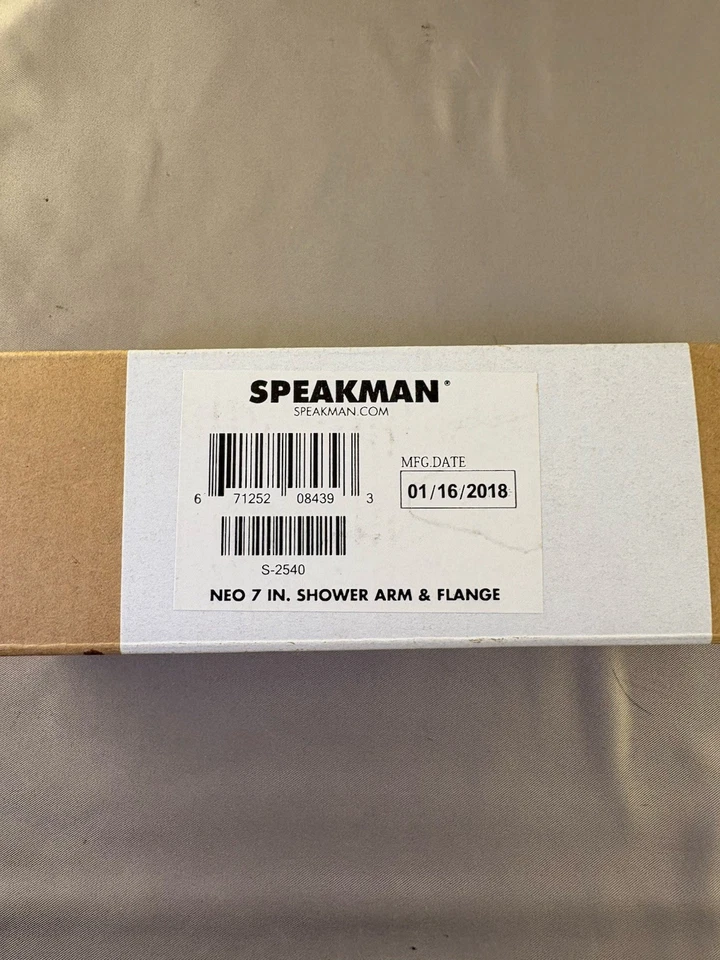 SPEAKMAN®
SPEAKMAN.COM
MFG.DATE
01/16/2018
6 71252 08439 3
S-2540
NEO 7 IN. SHOWER ARM & FLANGE